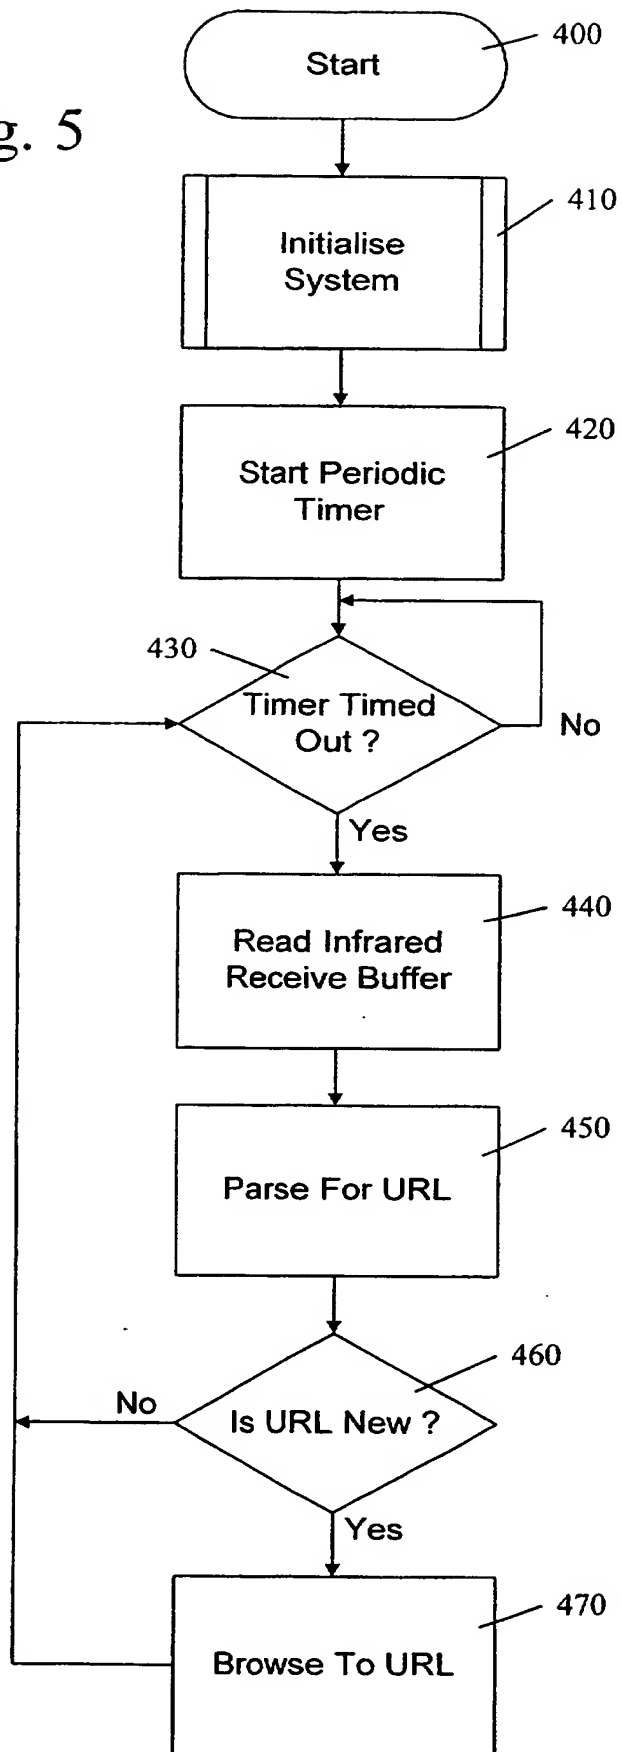 400
Start
g. 5
410
Initialise
System
420
Start Periodic
Timer
430
Timer Timed
Out ?
No
Yes
440
Read Infrared
Receive Buffer
450
Parse For URL
460
No
Is URL New ?
Yes
470
Browse To URL